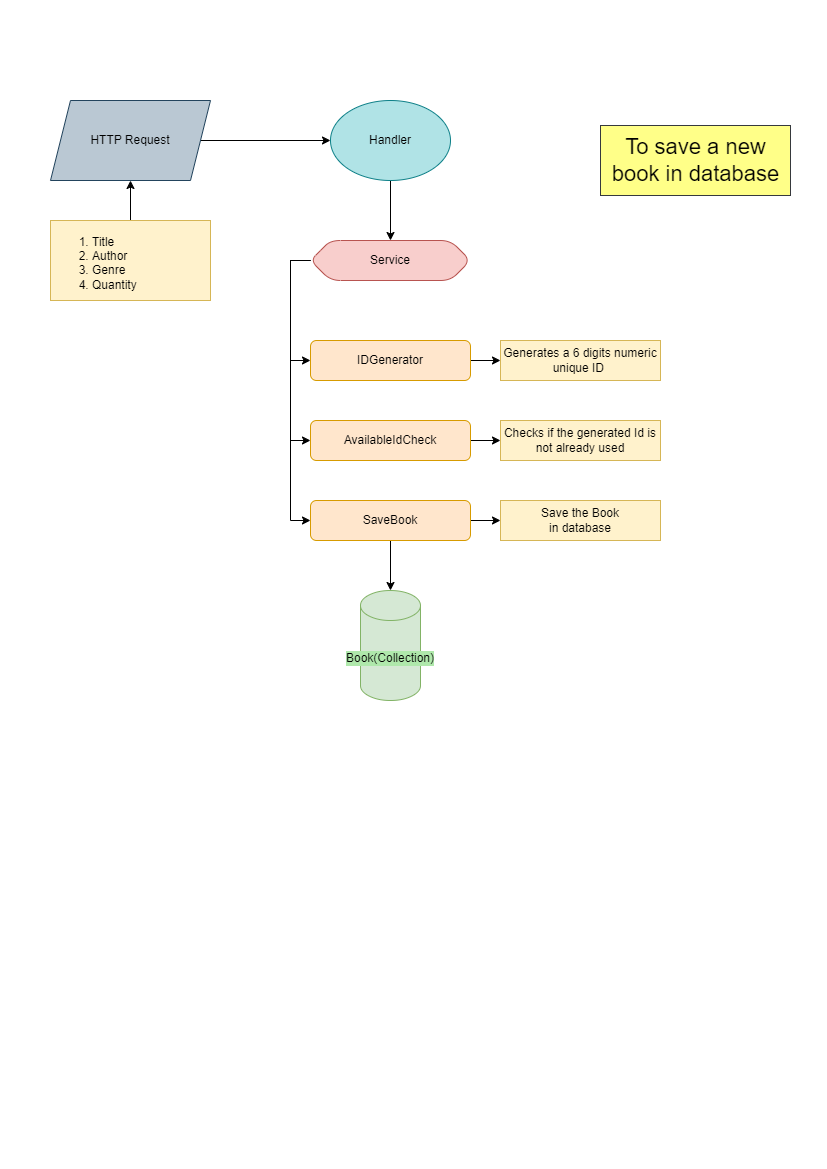 HTTP Request
Handler
To save a new
book in database
1. Title
2. Author
3. Genre
4. Quantity
Service
IDGenerator
Generates a 6 digits numeric
unique ID
AvailableIdCheck
Checks if the generated Id is
not already used
SaveBook
Save the Book
in database
Book(Collection)